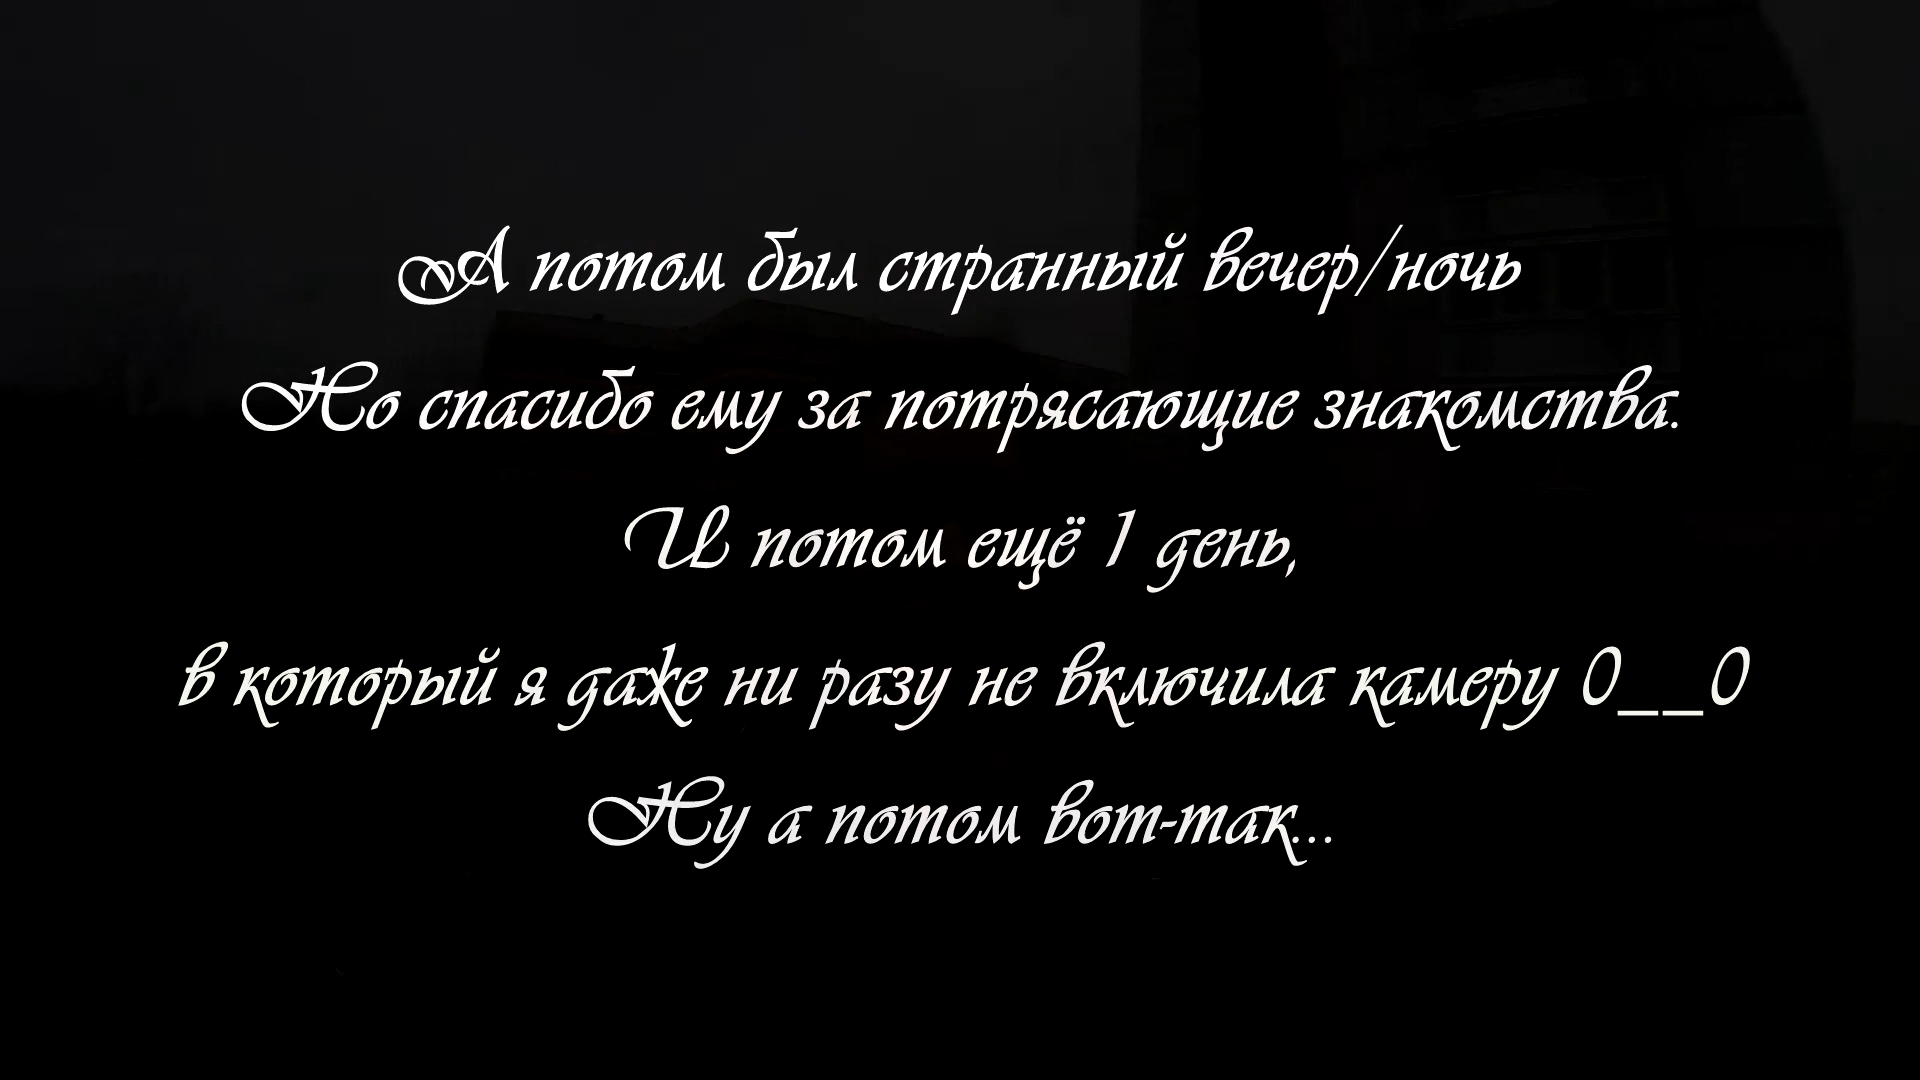 А потом был странный вечер/ночь
Но спасибо ему за потрясающие знакомства.
И потом ещё 1 день,
в который я даже ни разу не включила камеру 0__0
Ну а потом вот-так...